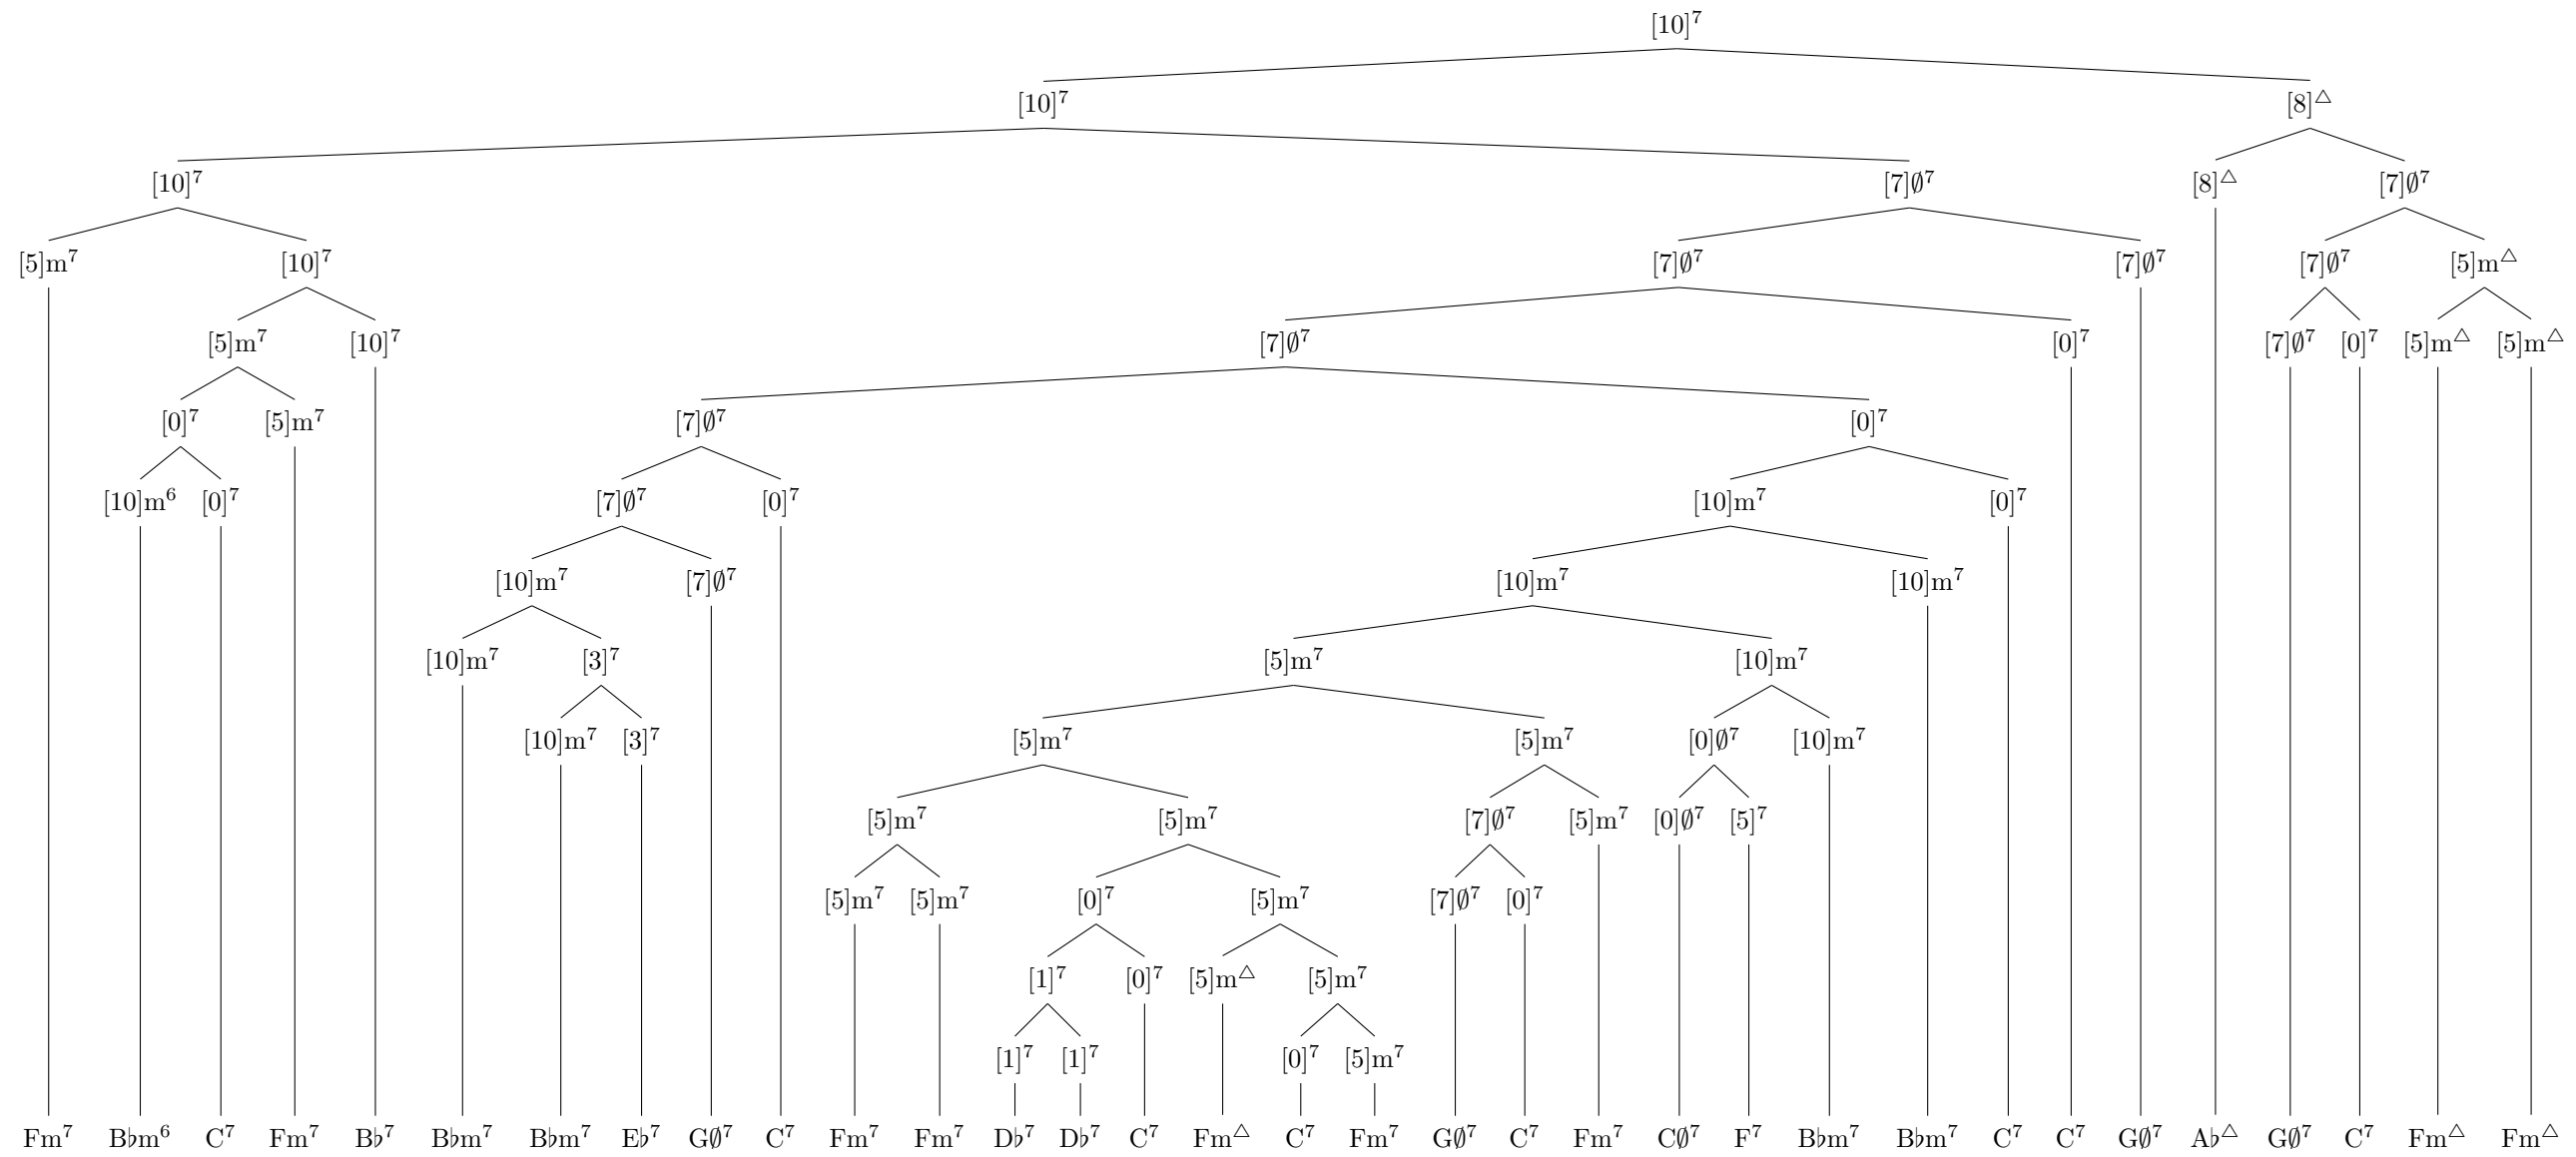 [10]⁷
[10]⁷ [8]△
[10]⁷ [7]∅⁷ [8]△ [7]∅⁷
[5]m⁷ [10]⁷ [7]∅⁷ [7]∅⁷ [7]∅⁷ [5]m△
[5]m⁷ [10]⁷ [7]∅⁷ [0]⁷ [7]∅⁷ [0]⁷ [5]m△ [5]m△
[0]⁷ [5]m⁷ [7]∅⁷ [0]⁷
[10]m⁶ [0]⁷ [7]∅⁷ [0]⁷ [10]m⁷ [0]⁷
[10]m⁷ [7]∅⁷ [10]m⁷ [10]m⁷
[10]m⁷ [3]⁷ [5]m⁷ [10]m⁷
[10]m⁷ [3]⁷ [5]m⁷ [5]m⁷ [0]∅⁷ [10]m⁷
[5]m⁷ [5]m⁷ [7]∅⁷ [5]m⁷ [0]∅⁷ [5]⁷
[5]m⁷ [5]m⁷ [0]⁷ [5]m⁷ [7]∅⁷ [0]⁷
[1]⁷ [0]⁷ [5]m△ [5]m⁷
[1]⁷ [1]⁷ [0]⁷ [5]m⁷
Fm⁷ B♭m⁶ C⁷ Fm⁷ B♭⁷ B♭m⁷ B♭m⁷ E♭⁷ G∅⁷ C⁷ Fm⁷ Fm⁷ D♭⁷ D♭⁷ C⁷ Fm△ C⁷ Fm⁷ G∅⁷ C⁷ Fm⁷ C∅⁷ F⁷ B♭m⁷ B♭m⁷ C⁷ C⁷ G∅⁷ A♭△ G∅⁷ C⁷ Fm△ Fm△